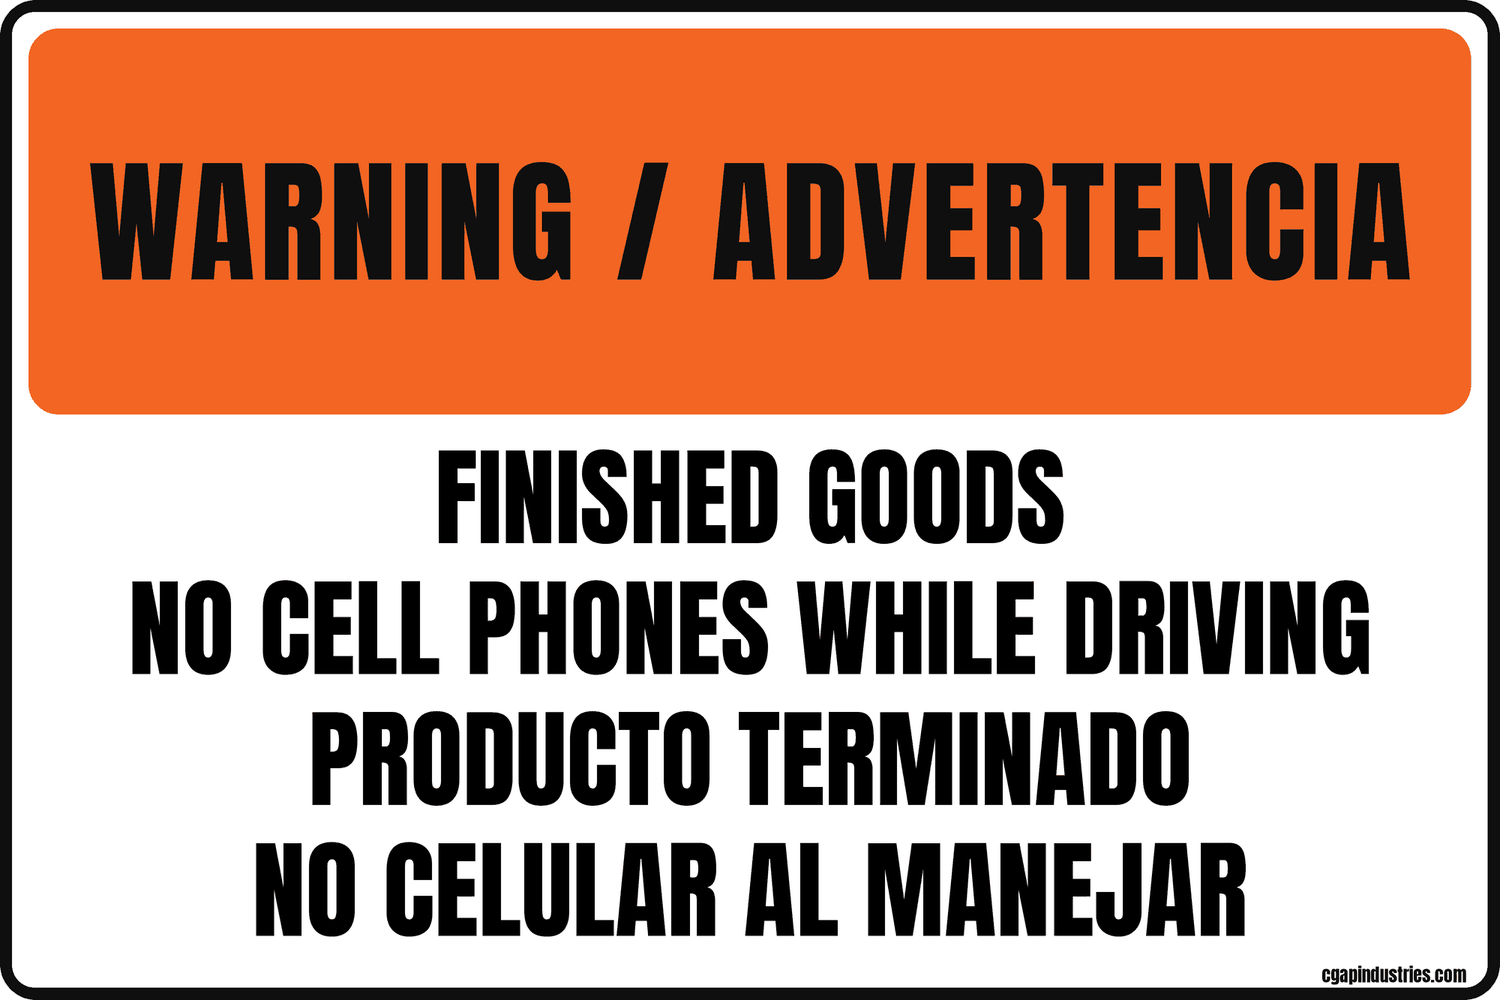 WARNING / ADVERTENCIA
FINISHED GOODS
NO CELL PHONES WHILE DRIVING
PRODUCTO TERMINADO
NO CELULAR AL MANEJAR
cgapindustries.com